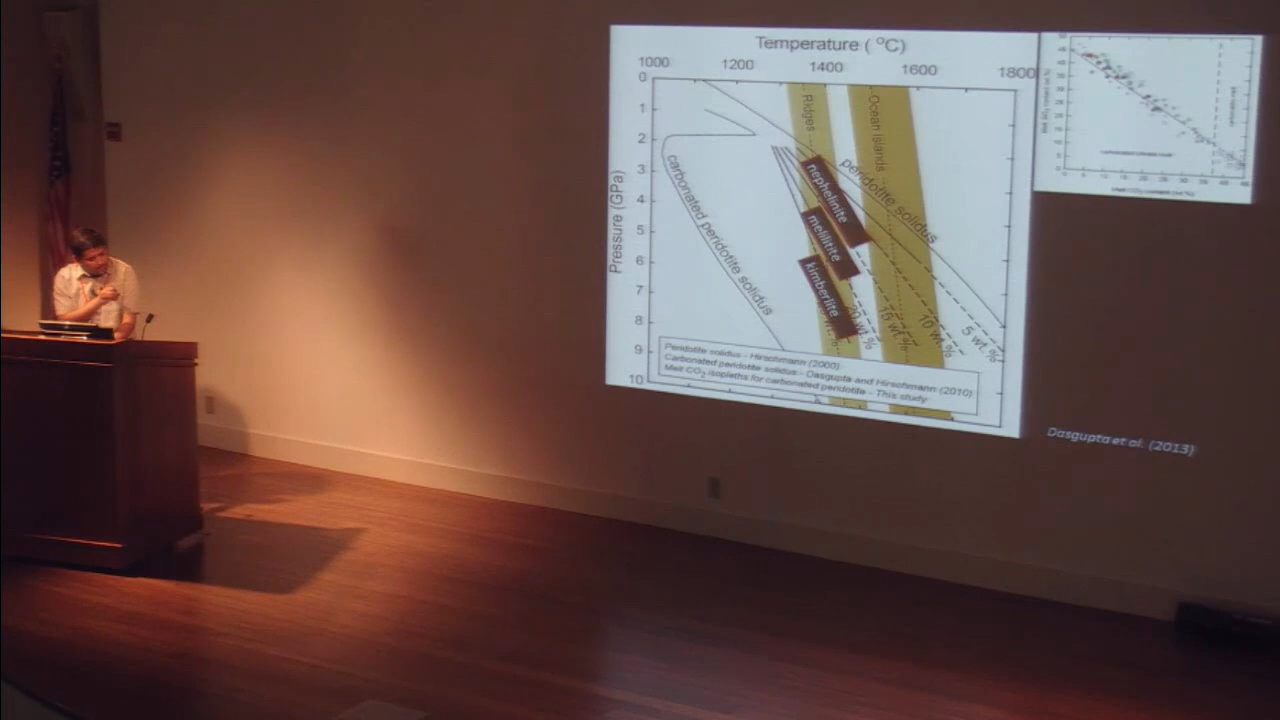 Temperature ( °C)
1000 1200 1400 1600 1800
Pressure (GPa)
0
1
2
3
4
5
6
7
8
9
10
Ridges
Ocean islands
peridotite solidus
carbonated peridotite solidus
nephelinite
melilitite
kimberlite
15 wt.%
10 wt.%
5 wt.%
Peridotite solidus - Hirschmann (2000)
Carbonated peridotite solidus - Dasgupta and Hirschmann (2010)
Melt CO2 isopleths for carbonated peridotite - This study
Dasgupta et al. (2013)